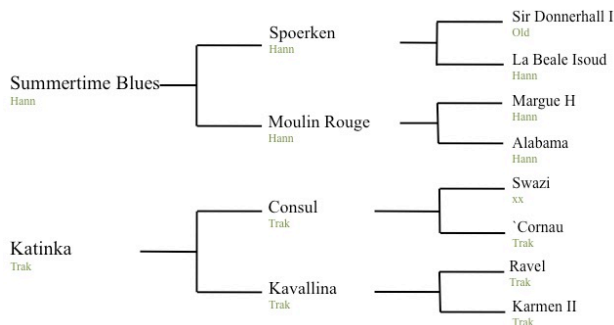 Sir Donnerhall I
Old
Spoerken
Hann
La Beale Isoud
Hann
Summertime Blues
Hann
Margue H
Hann
Moulin Rouge
Hann
Alabama
Hann
Swazi
xx
Consul
Trak
`Cornau
Trak
Katinka
Trak
Ravel
Trak
Kavallina
Trak
Karmen II
Trak